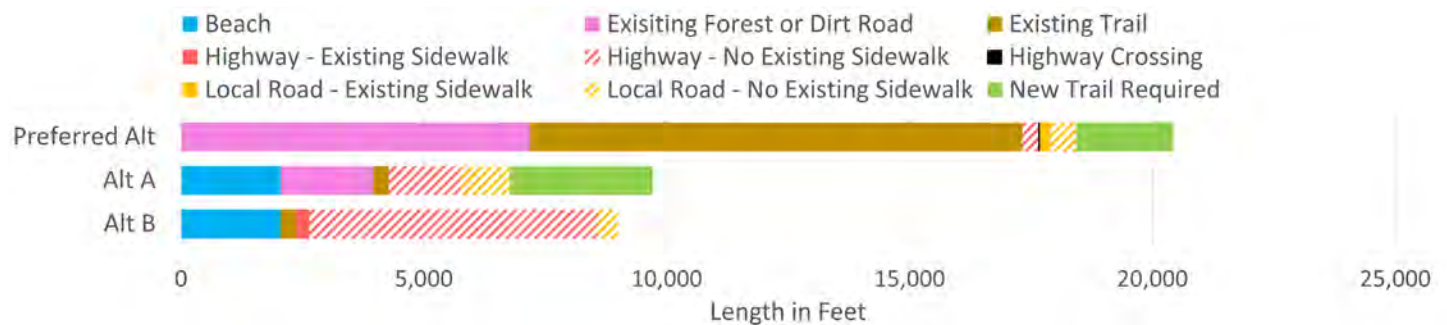 Beach Exisiting Forest or Dirt Road Existing Trail
Highway - Existing Sidewalk Highway - No Existing Sidewalk Highway Crossing
Local Road - Existing Sidewalk Local Road - No Existing Sidewalk New Trail Required
Preferred Alt
Alt A
Alt B
0 5,000 10,000 15,000 20,000 25,000
Length in Feet